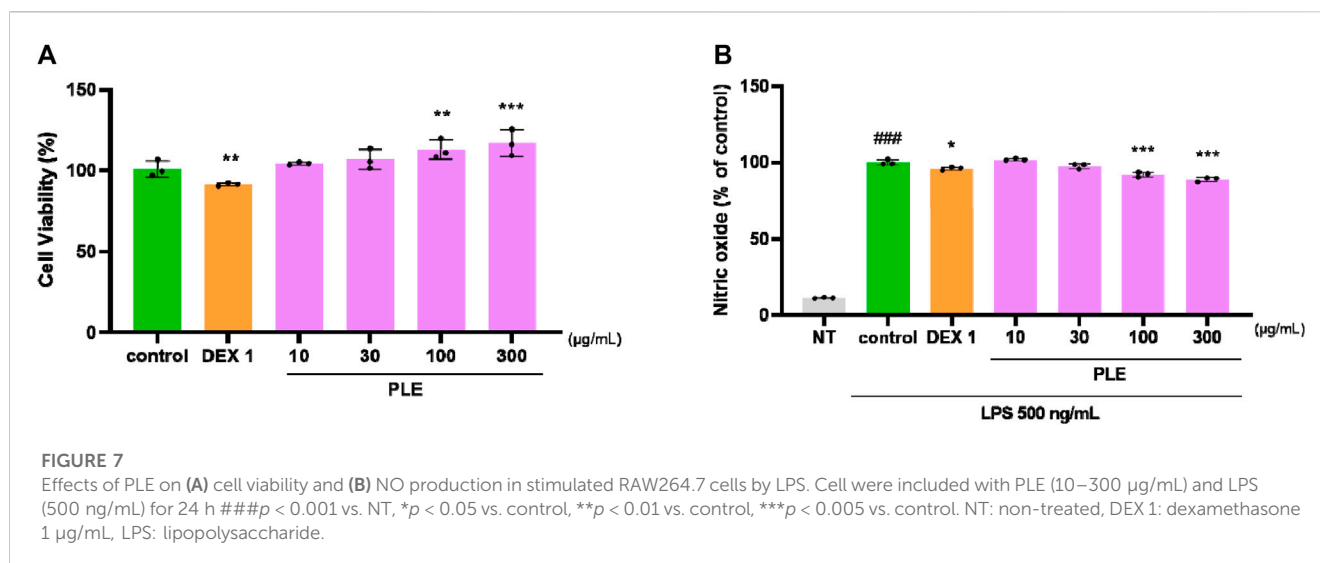 A
B
Cell Viability (%)
150
100
50
0
**
**
***
control DEX 1 10 30 100 300 (µg/mL)
PLE
Nitric oxide (% of control)
150
100
50
0
###
*
***
***
NT control DEX 1 10 30 100 300 (µg/mL)
PLE
LPS 500 ng/mL
FIGURE 7
Effects of PLE on (A) cell viability and (B) NO production in stimulated RAW264.7 cells by LPS. Cell were included with PLE (10–300 µg/mL) and LPS
(500 ng/mL) for 24 h ###p < 0.001 vs. NT, *p < 0.05 vs. control, **p < 0.01 vs. control, ***p < 0.005 vs. control. NT: non-treated, DEX 1: dexamethasone
1 µg/mL, LPS: lipopolysaccharide.